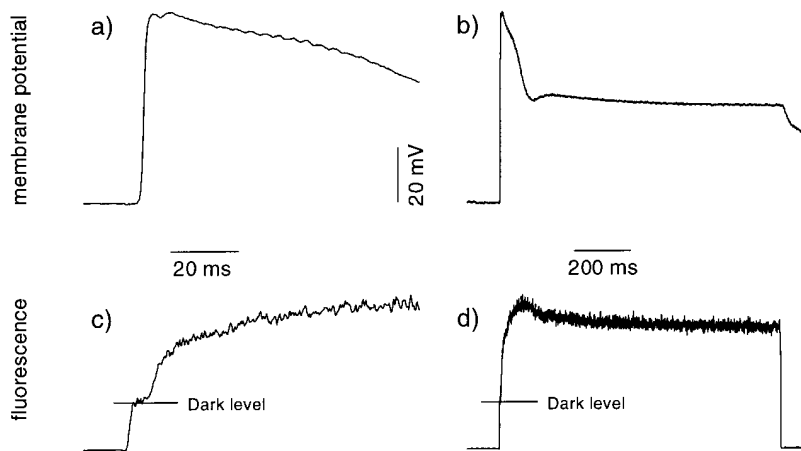 membrane potential
a)
b)
20 mV
20 ms
200 ms
fluorescence
c)
d)
Dark level
Dark level